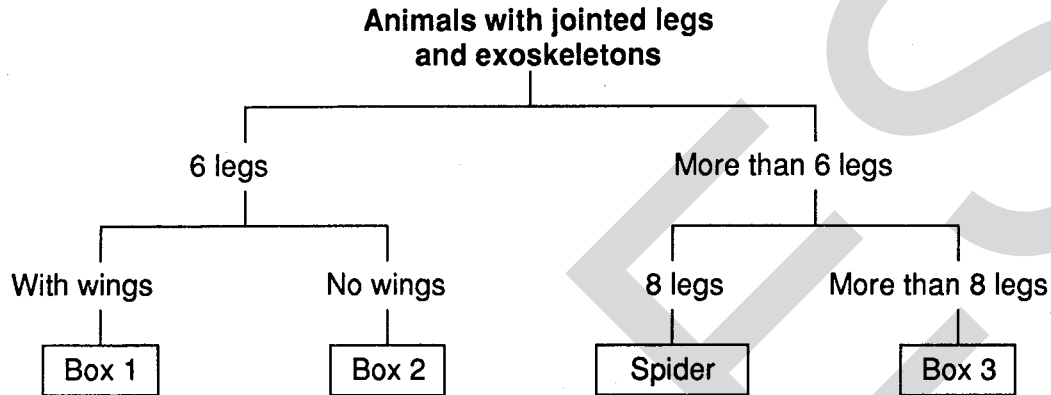 Animals with jointed legs
and exoskeletons
6 legs
More than 6 legs
With wings
No wings
8 legs
More than 8 legs
Box 1
Box 2
Spider
Box 3